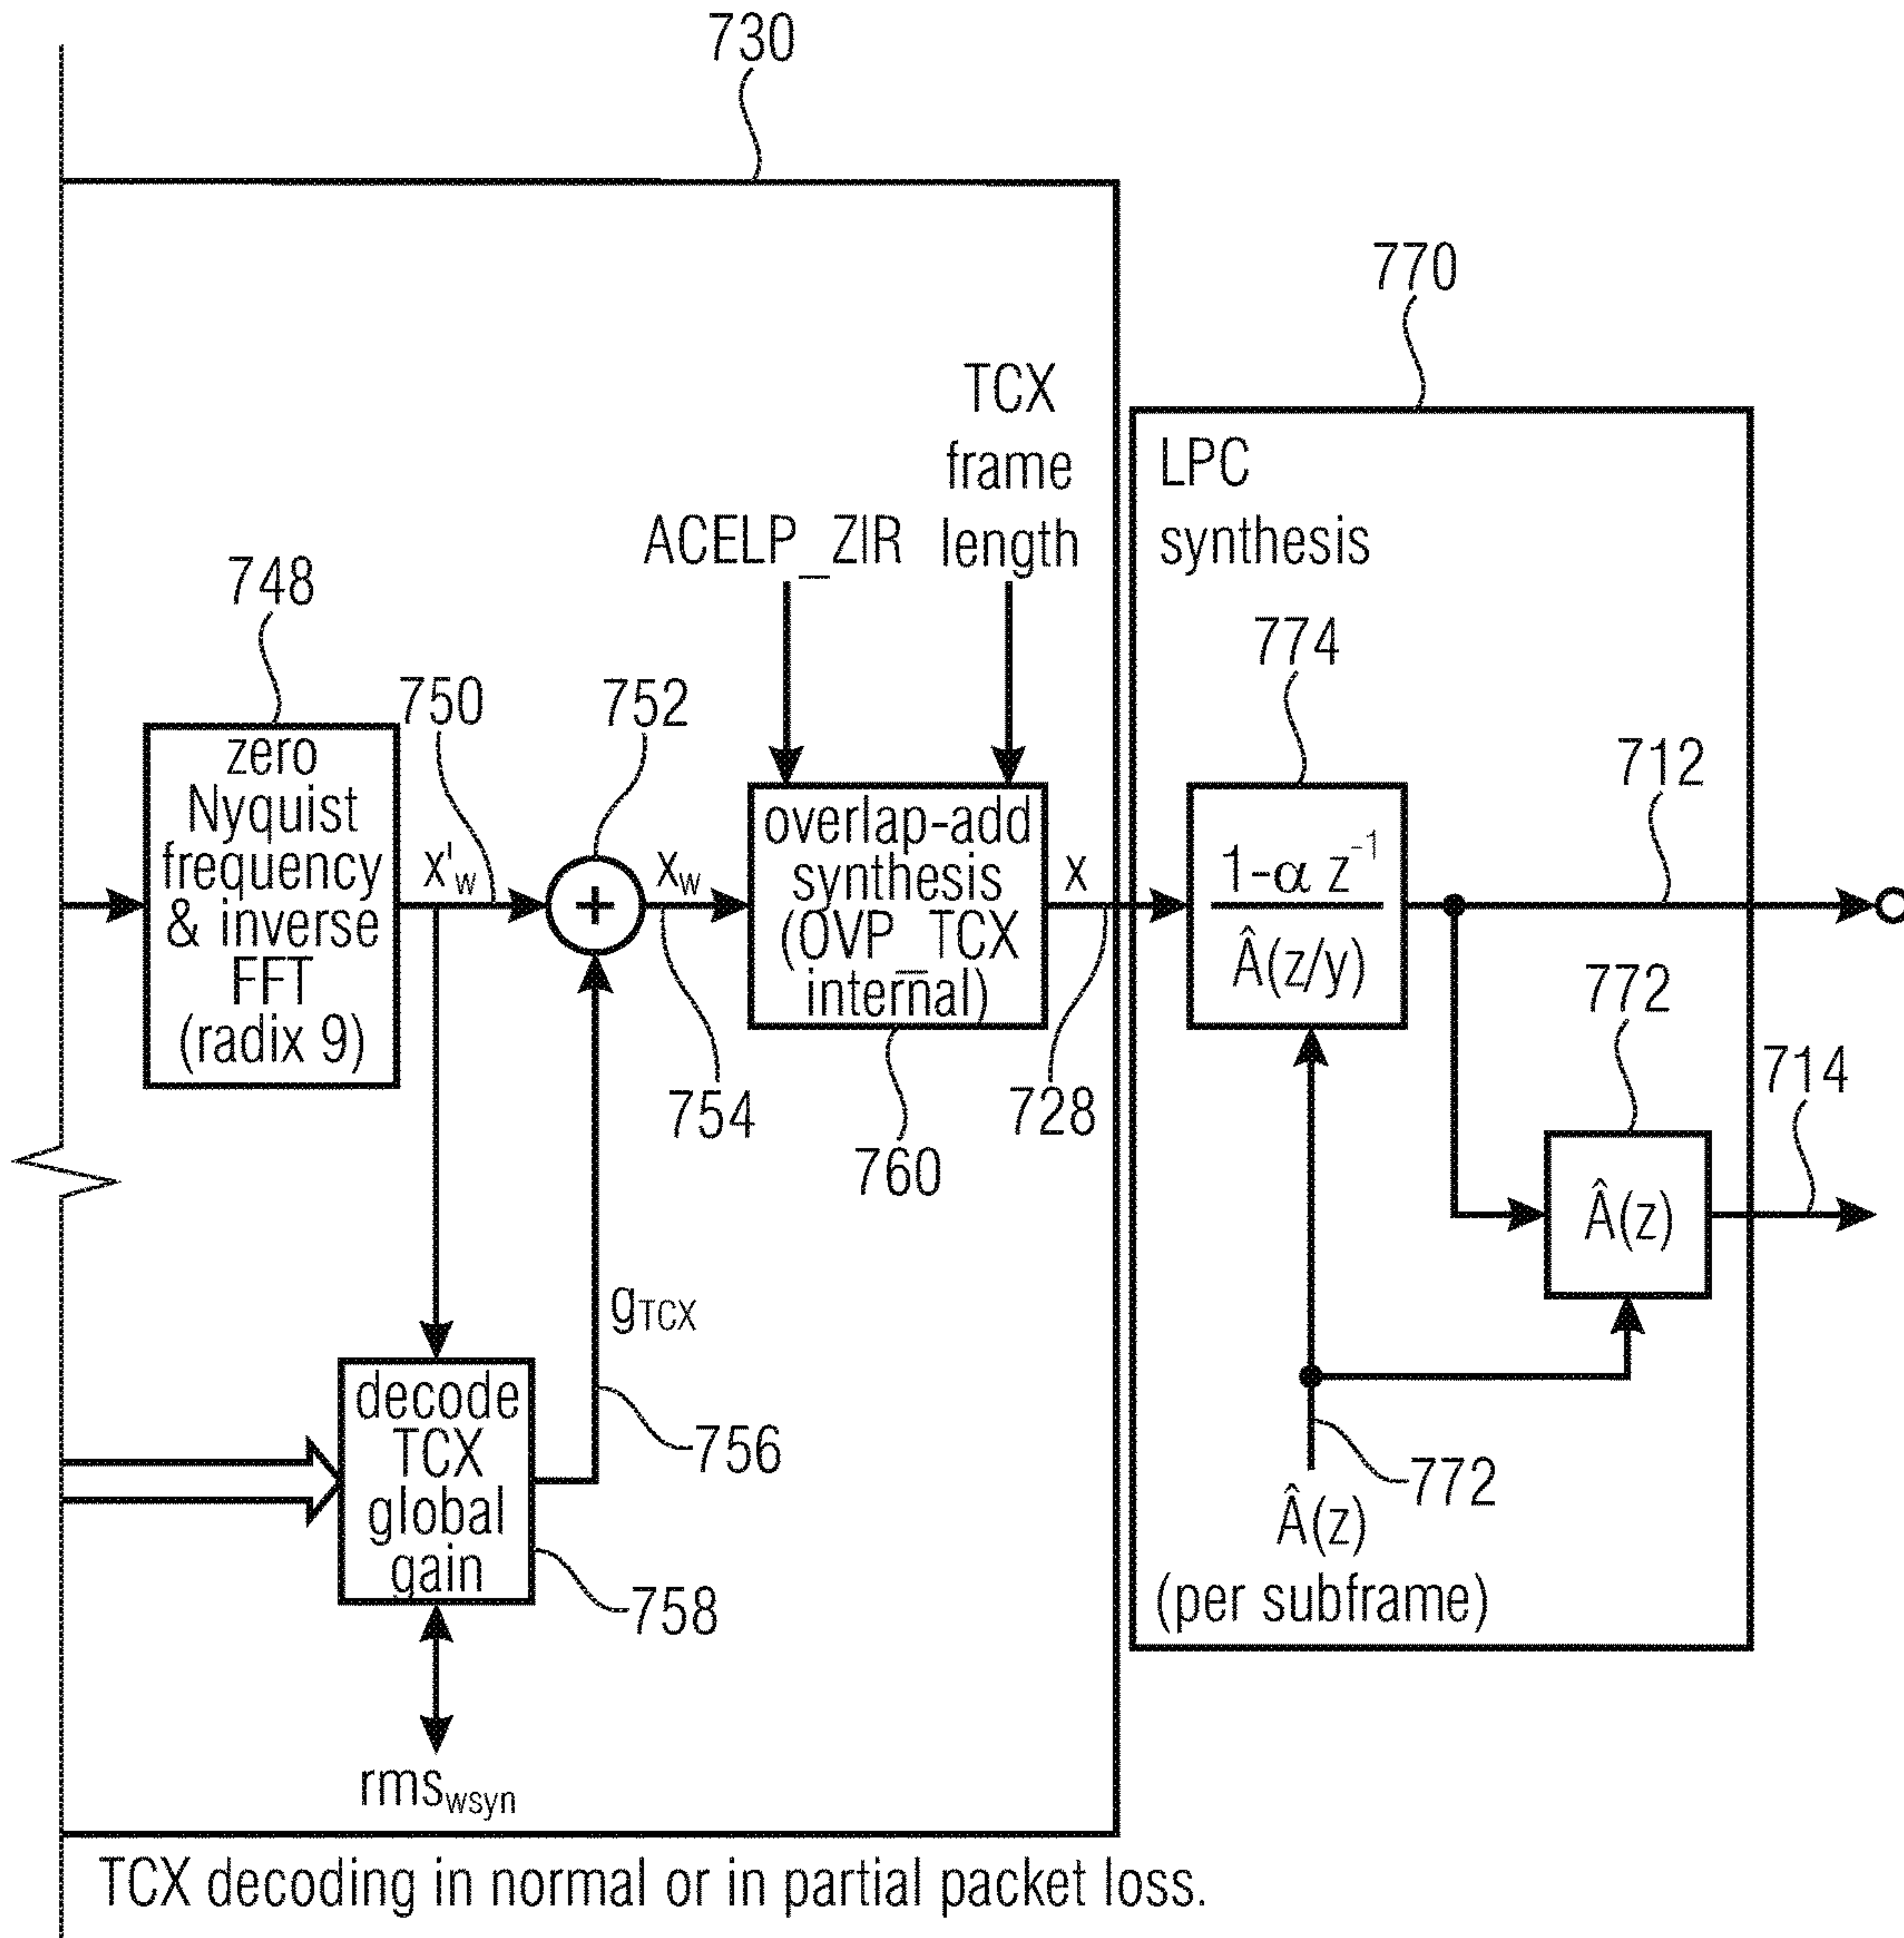 730
770
TCX
frame
length
ACELP_ZIR
LPC
synthesis
748
774
750
752
712
zero
Nyquist
frequency
& inverse
FFT
(radix 9)
x'w
+
xw
overlap-add
synthesis
(OVP_TCX
internal)
x
1-α z⁻¹
Â(z/y)
772
714
754
728
760
Â(z)
gTCX
decode
TCX
global
gain
756
772
Â(z)
(per subframe)
758
rmswsyn
TCX decoding in normal or in partial packet loss.